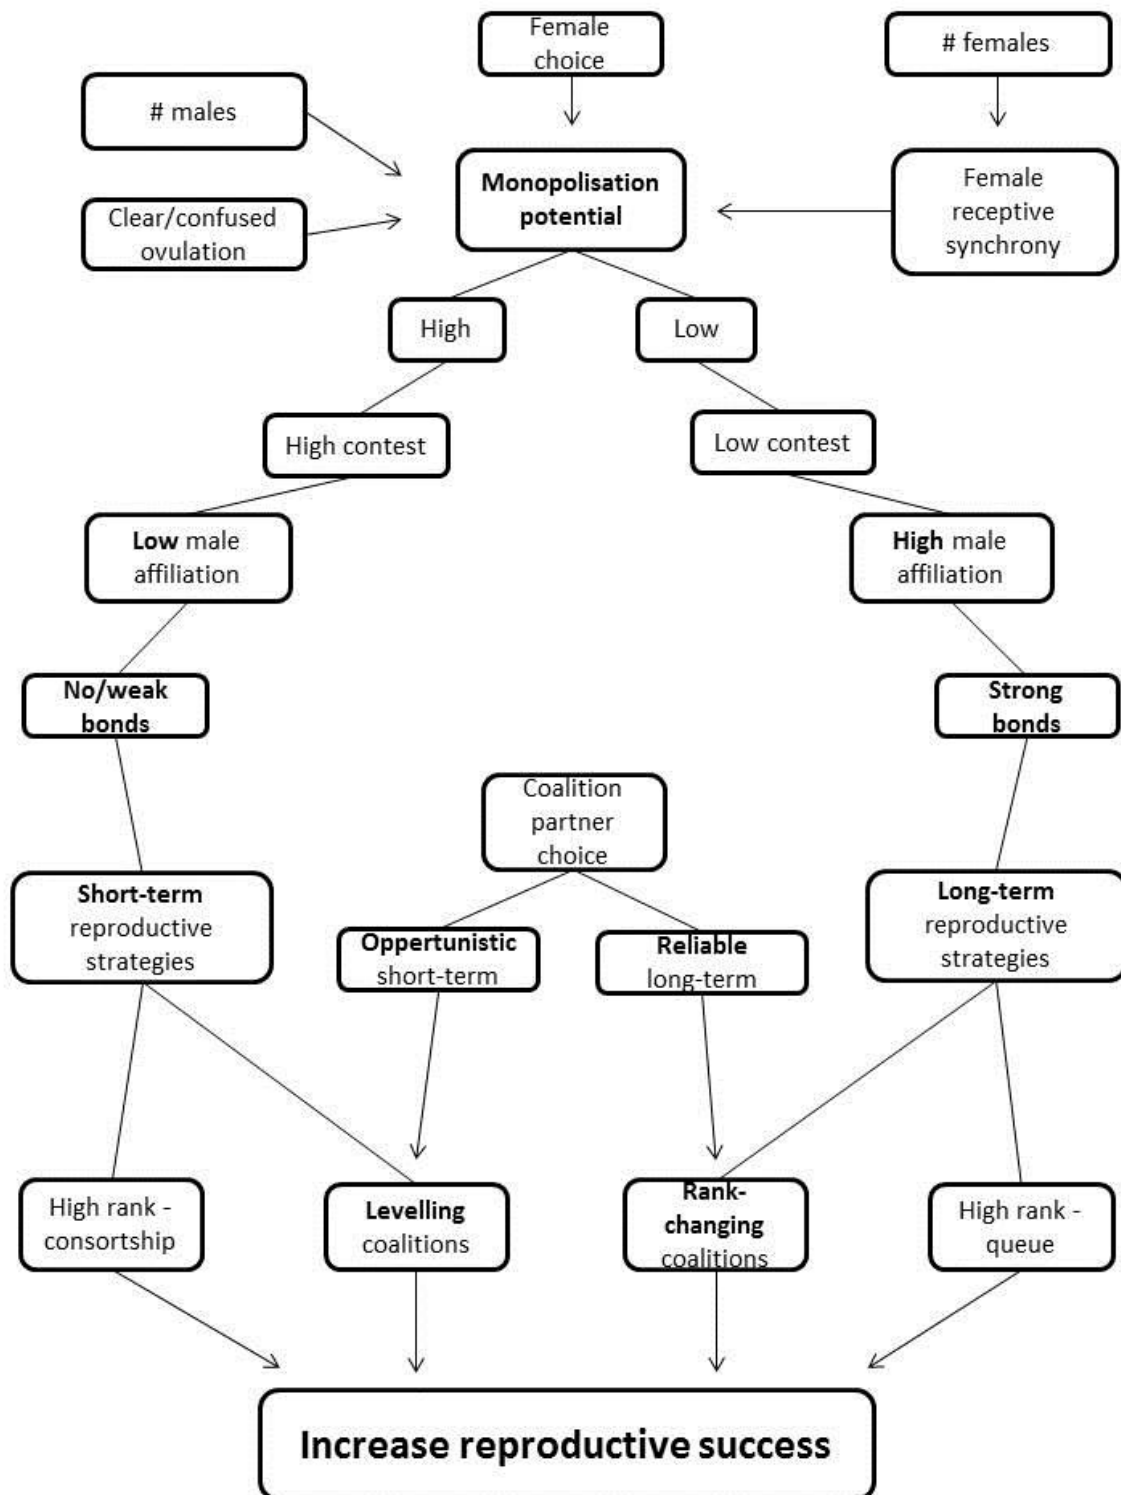 Female
choice
# females
# males
Monopolisation
potential
Female
receptive
synchrony
Clear/confused
ovulation
High
Low
High contest
Low contest
Low male
affiliation
High male
affiliation
No/weak
bonds
Strong
bonds
Coalition
partner
choice
Short-term
reproductive
strategies
Oppertunistic
short-term
Reliable
long-term
Long-term
reproductive
strategies
High rank -
consortship
Levelling
coalitions
Rank-
changing
coalitions
High rank -
queue
Increase reproductive success